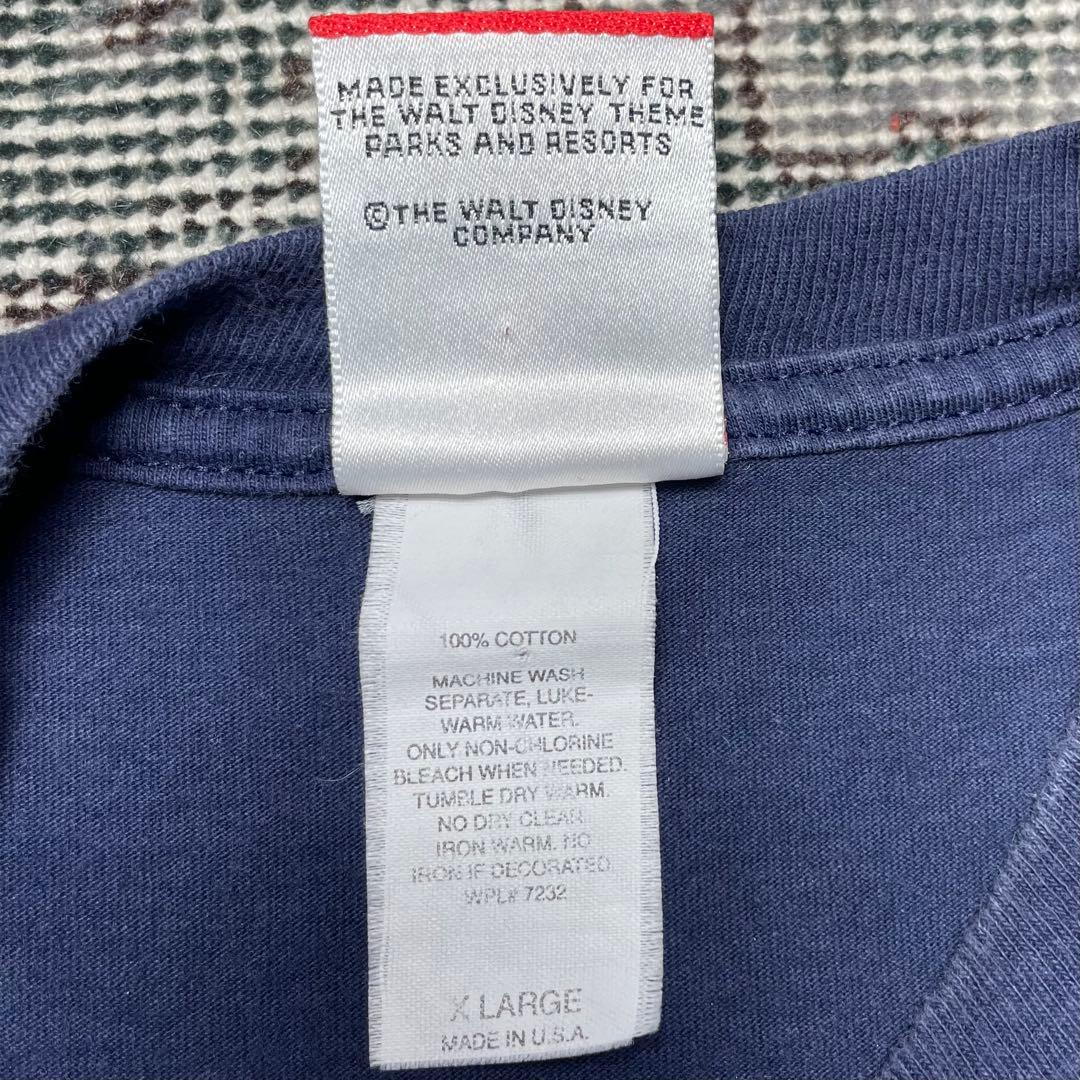 MADE EXCLUSIVELY FOR
THE WALT DISNEY THEME
PARKS AND RESORTS
©THE WALT DISNEY
COMPANY
100% COTTON
MACHINE WASH
SEPARATE, LUKE-
WARM WATER.
ONLY NON-CHLORINE
BLEACH WHEN NEEDED.
TUMBLE DRY WARM.
NO DRY CLEAN.
IRON WARM. NO
IRON IF DECORATED.
WPL# 7232
X LARGE
MADE IN U.S.A.